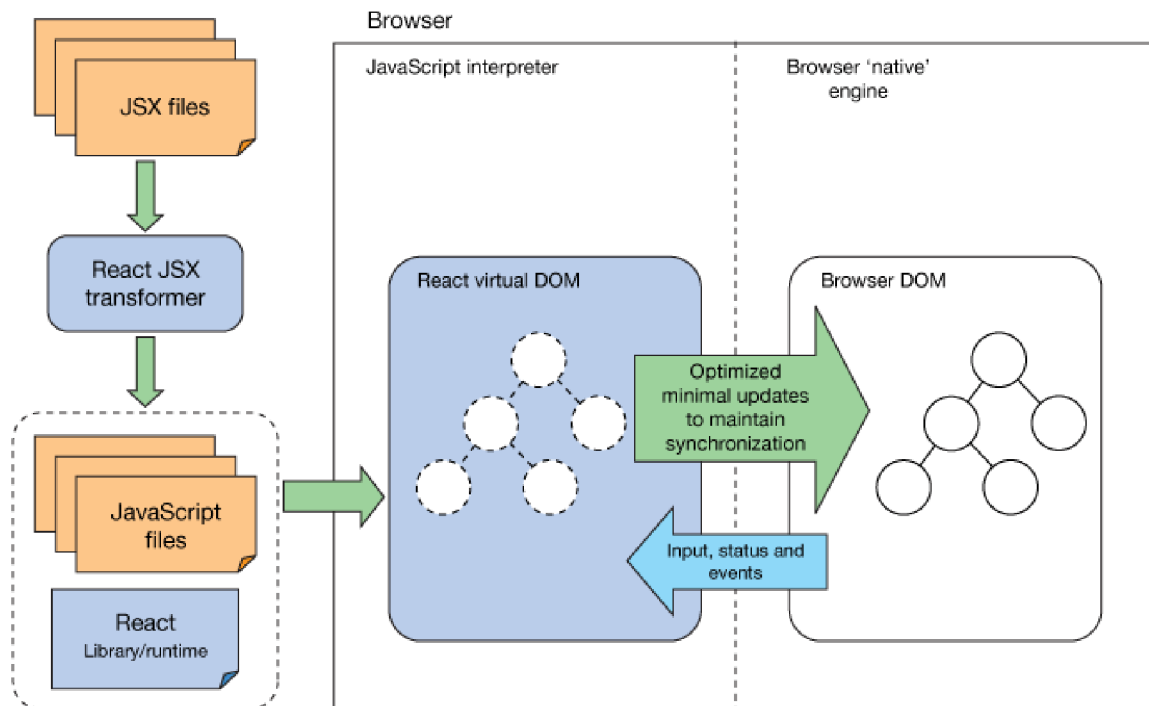 Browser
JSX files
JavaScript interpreter
Browser ‘native’
engine
React JSX
transformer
React virtual DOM
Browser DOM
Optimized
minimal updates
to maintain
synchronization
JavaScript
files
Input, status and
events
React
Library/runtime